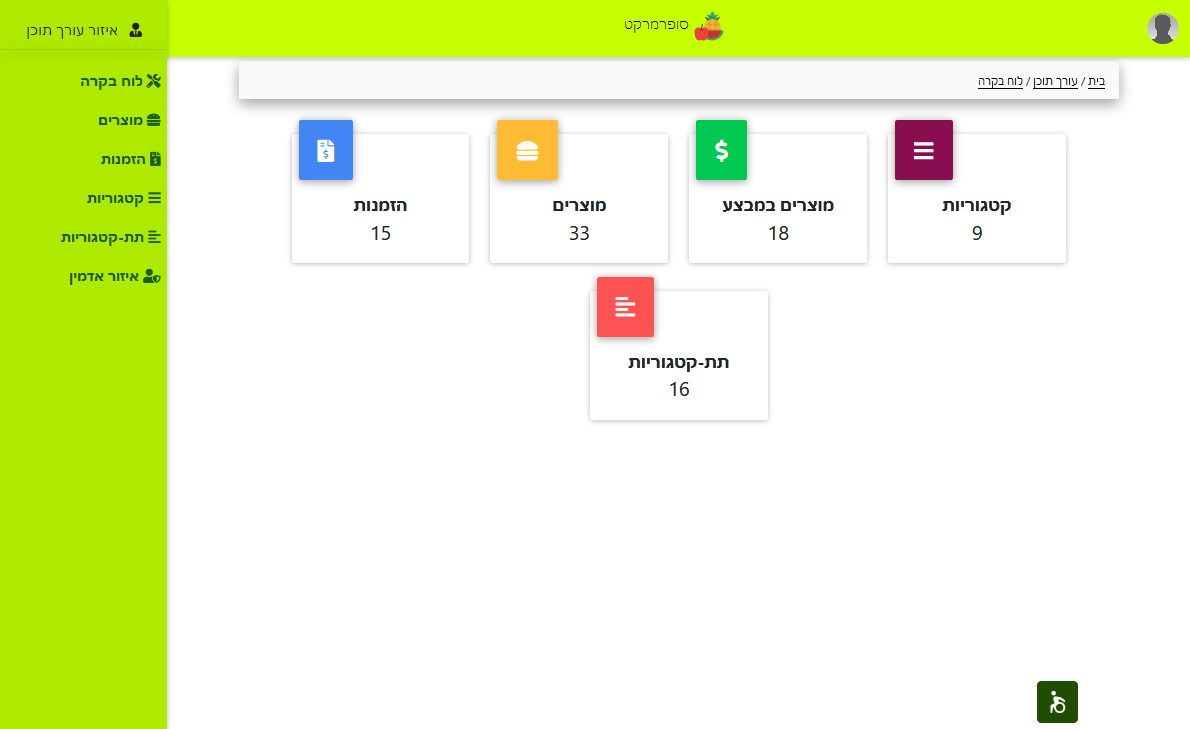 סופרמרקט
איזור עורך תוכן
לוח בקרה
מוצרים
הזמנות
קטגוריות
תת-קטגוריות
איזור אדמין
בית / עורך תוכן / לוח בקרה
קטגוריות
9
מוצרים במבצע
18
מוצרים
33
הזמנות
15
תת-קטגוריות
16